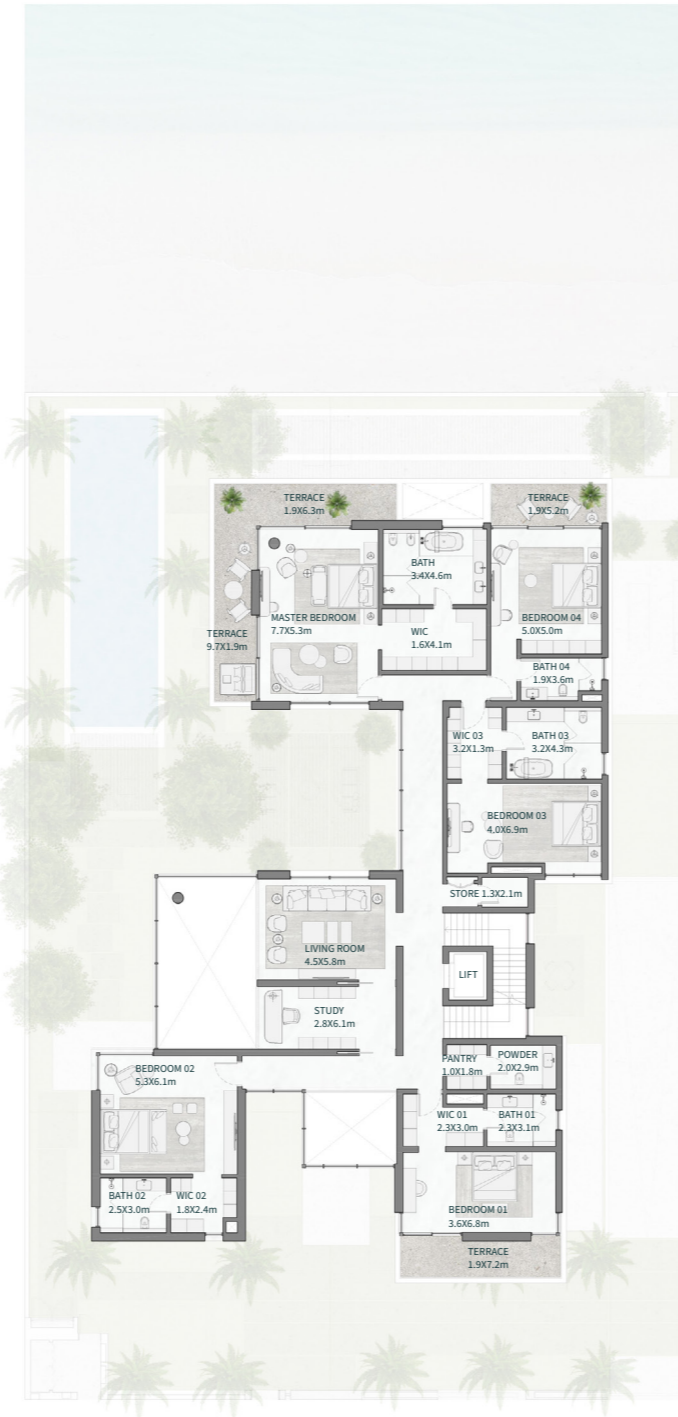 TERRACE
1.9X6.3m
TERRACE
1.9X5.2m
BATH
3.4X4.6m
MASTER BEDROOM
7.7X5.3m
BEDROOM 04
5.0X5.0m
TERRACE
9.7X1.9m
WIC
1.6X4.1m
BATH 04
1.9X3.6m
WIC 03
3.2X1.3m
BATH 03
3.2X4.3m
BEDROOM 03
4.0X6.9m
STORE 1.3X2.1m
LIVING ROOM
4.5X5.8m
LIFT
STUDY
2.8X6.1m
PANTRY
1.0X1.8m
POWDER
2.0X2.9m
BEDROOM 02
5.3X6.1m
WIC 01
2.3X3.0m
BATH 01
2.3X3.1m
BATH 02
2.5X3.0m
WIC 02
1.8X2.4m
BEDROOM 01
3.6X6.8m
TERRACE
1.9X7.2m